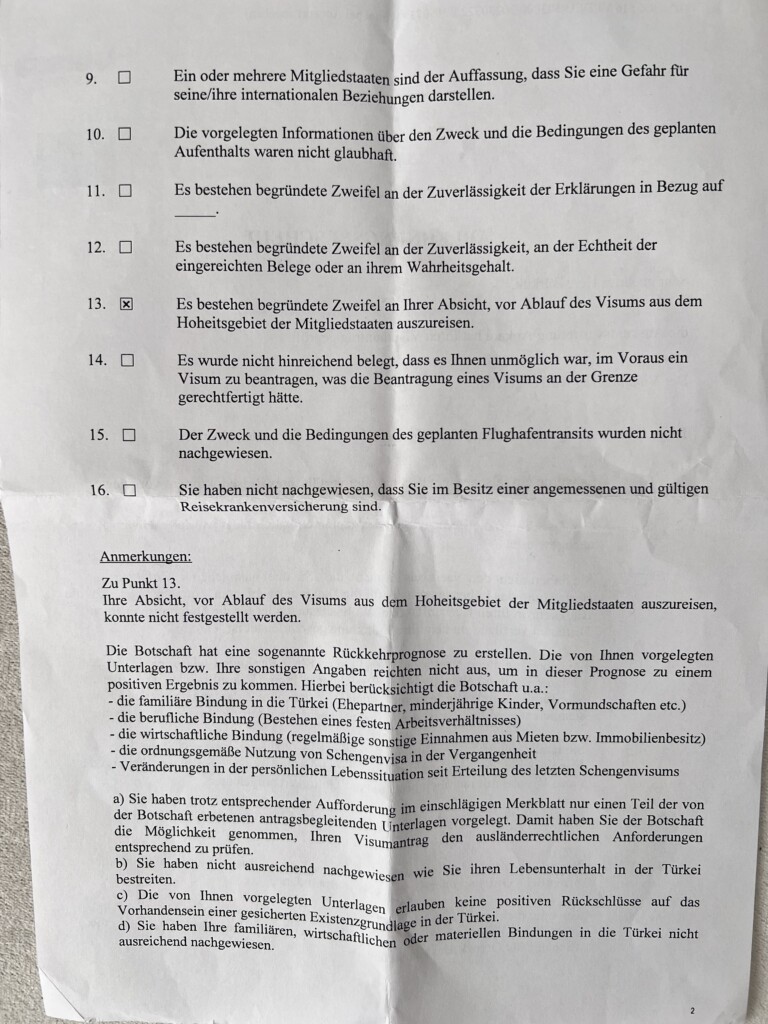 9. ☐ Ein oder mehrere Mitgliedstaaten sind der Auffassung, dass Sie eine Gefahr für
seine/ihre internationalen Beziehungen darstellen.
10. ☐ Die vorgelegten Informationen über den Zweck und die Bedingungen des geplanten
Aufenthalts waren nicht glaubhaft.
11. ☐ Es bestehen begründete Zweifel an der Zuverlässigkeit der Erklärungen in Bezug auf
_____.
12. ☐ Es bestehen begründete Zweifel an der Zuverlässigkeit, an der Echtheit der
eingereichten Belege oder an ihrem Wahrheitsgehalt.
13. ☒ Es bestehen begründete Zweifel an Ihrer Absicht, vor Ablauf des Visums aus dem
Hoheitsgebiet der Mitgliedstaaten auszureisen.
14. ☐ Es wurde nicht hinreichend belegt, dass es Ihnen unmöglich war, im Voraus ein
Visum zu beantragen, was die Beantragung eines Visums an der Grenze
gerechtfertigt hätte.
15. ☐ Der Zweck und die Bedingungen des geplanten Flughafentransits wurden nicht
nachgewiesen.
16. ☐ Sie haben nicht nachgewiesen, dass Sie im Besitz einer angemessenen und gültigen
Reisekrankenversicherung sind.
Anmerkungen:
Zu Punkt 13.
Ihre Absicht, vor Ablauf des Visums aus dem Hoheitsgebiet der Mitgliedstaaten auszureisen,
konnte nicht festgestellt werden.
Die Botschaft hat eine sogenannte Rückkehrprognose zu erstellen. Die von Ihnen vorgelegten
Unterlagen bzw. Ihre sonstigen Angaben reichten nicht aus, um in dieser Prognose zu einem
positiven Ergebnis zu kommen. Hierbei berücksichtigt die Botschaft u.a.:
- die familiäre Bindung in die Türkei (Ehepartner, minderjährige Kinder, Vormundschaften etc.)
- die berufliche Bindung (Bestehen eines festen Arbeitsverhältnisses)
- die wirtschaftliche Bindung (regelmäßige sonstige Einnahmen aus Mieten bzw. Immobilienbesitz)
- die ordnungsgemäße Nutzung von Schengenvisa in der Vergangenheit
- Veränderungen in der persönlichen Lebenssituation seit Erteilung des letzten Schengenvisums
a) Sie haben trotz entsprechender Aufforderung im einschlägigen Merkblatt nur einen Teil der von
der Botschaft erbetenen antragsbegleitenden Unterlagen vorgelegt. Damit haben Sie der Botschaft
die Möglichkeit genommen, Ihren Visumantrag den ausländerrechtlichen Anforderungen
entsprechend zu prüfen.
b) Sie haben nicht ausreichend nachgewiesen wie Sie ihren Lebensunterhalt in der Türkei
bestreiten.
c) Die von Ihnen vorgelegten Unterlagen erlauben keine positiven Rückschlüsse auf das
Vorhandensein einer gesicherten Existenzgrundlage in der Türkei.
d) Sie haben Ihre familiären, wirtschaftlichen oder materiellen Bindungen in die Türkei nicht
ausreichend nachgewiesen.
2